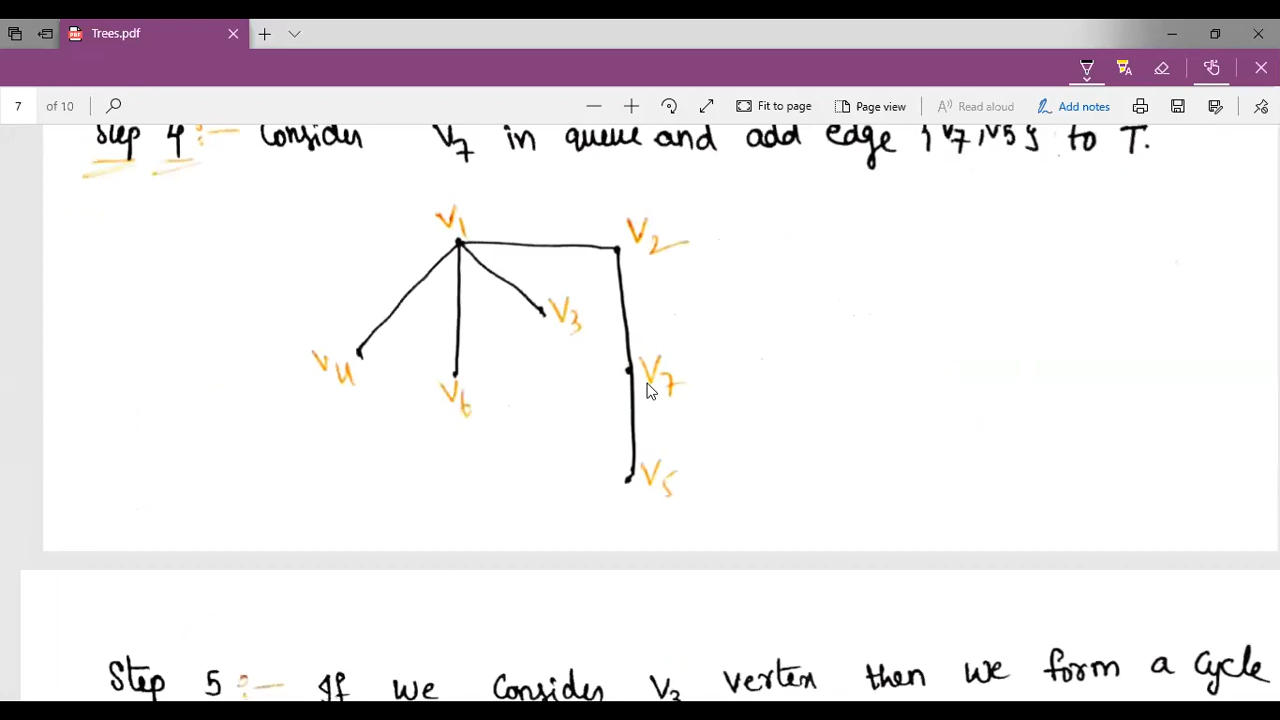 Trees.pdf
7 of 10
Fit to page
Page view
Read aloud
Add notes
Step 4 :- Consider V7 in queue and add edge {V7,V5} to T.
V1
V2
V3
V7
V4
V6
V5
Step 5 :- If we consider V3 vertex then we form a cycle